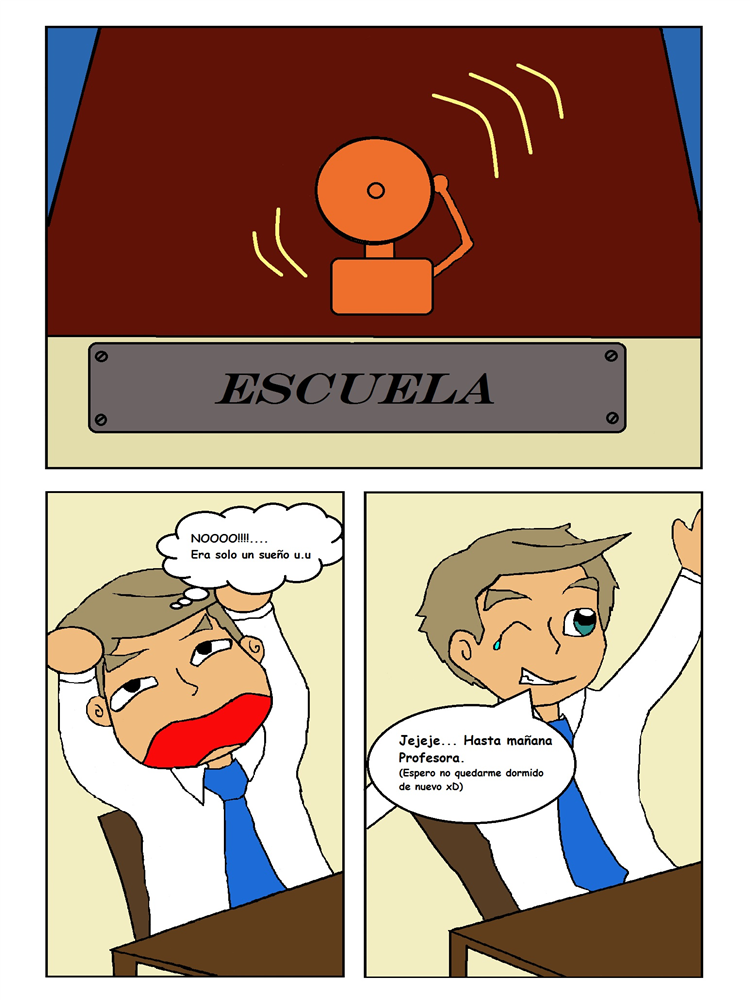 ESCUELA
NOOOO!!!!....
Era solo un sueño u.u
Jejeje... Hasta mañana
Profesora.
(Espero no quedarme dormido
de nuevo xD)